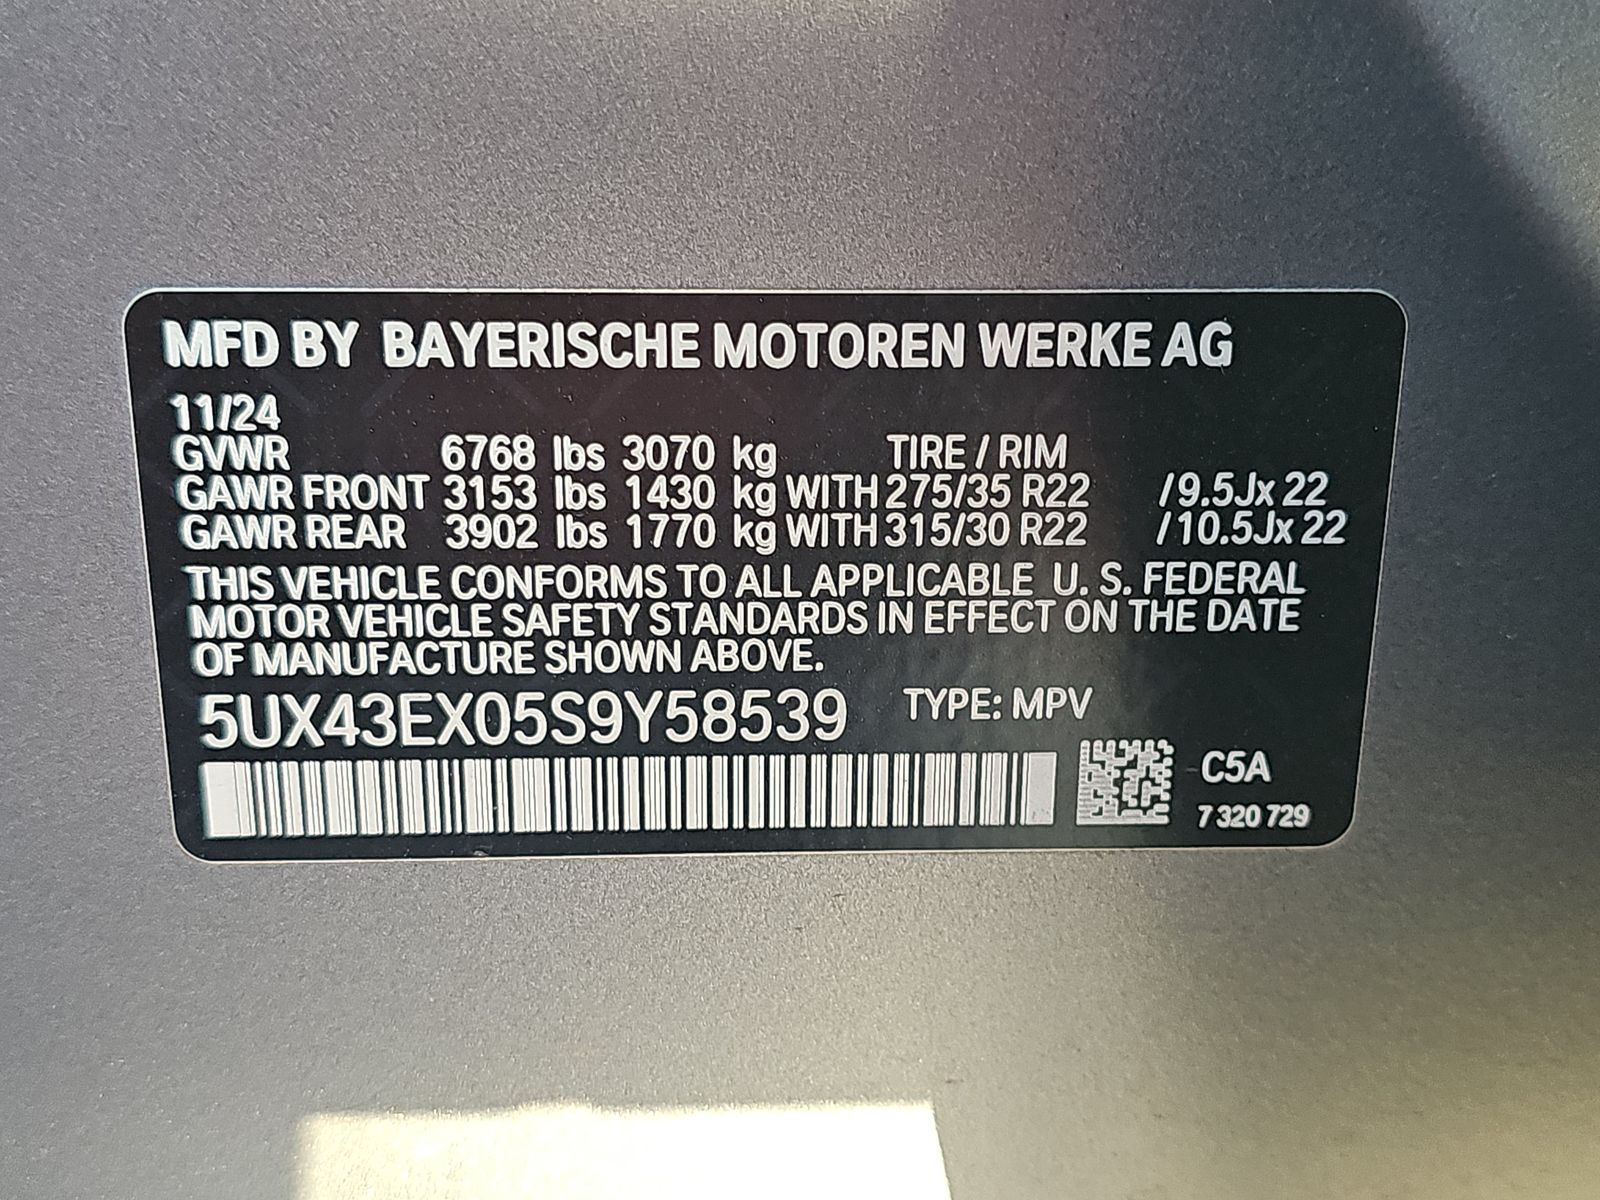 MFD BY BAYERISCHE MOTOREN WERKE AG
11/24
GVWR 6768 lbs 3070 kg TIRE / RIM
GAWR FRONT 3153 lbs 1430 kg WITH 275/35 R22 /9.5Jx 22
GAWR REAR 3902 lbs 1770 kg WITH 315/30 R22 /10.5Jx 22
THIS VEHICLE CONFORMS TO ALL APPLICABLE U. S. FEDERAL
MOTOR VEHICLE SAFETY STANDARDS IN EFFECT ON THE DATE
OF MANUFACTURE SHOWN ABOVE.
5UX43EX05S9Y58539 TYPE: MPV
C5A
7 320 729